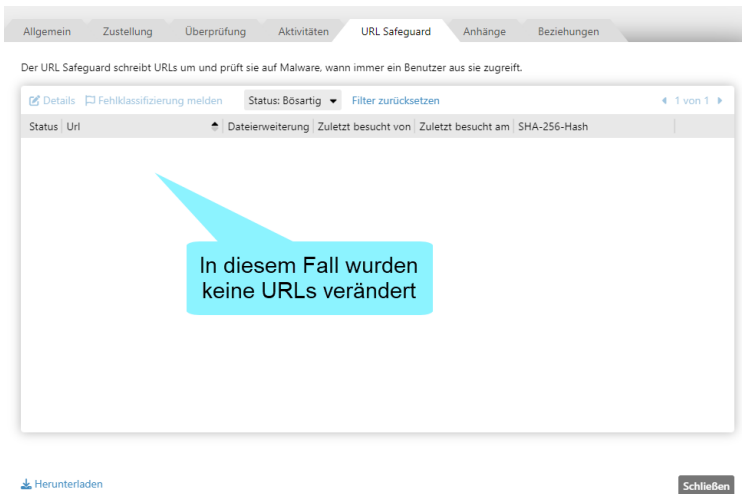 Allgemein Zustellung Überprüfung Aktivitäten URL Safeguard Anhänge Beziehungen
Der URL Safeguard schreibt URLs um und prüft sie auf Malware, wann immer ein Benutzer aus sie zugreift.
Details Fehlklassifizierung melden Status: Bösartig Filter zurücksetzen 1 von 1
Status Url Dateierweiterung Zuletzt besucht von Zuletzt besucht am SHA-256-Hash
In diesem Fall wurden
keine URLs verändert
Herunterladen Schließen